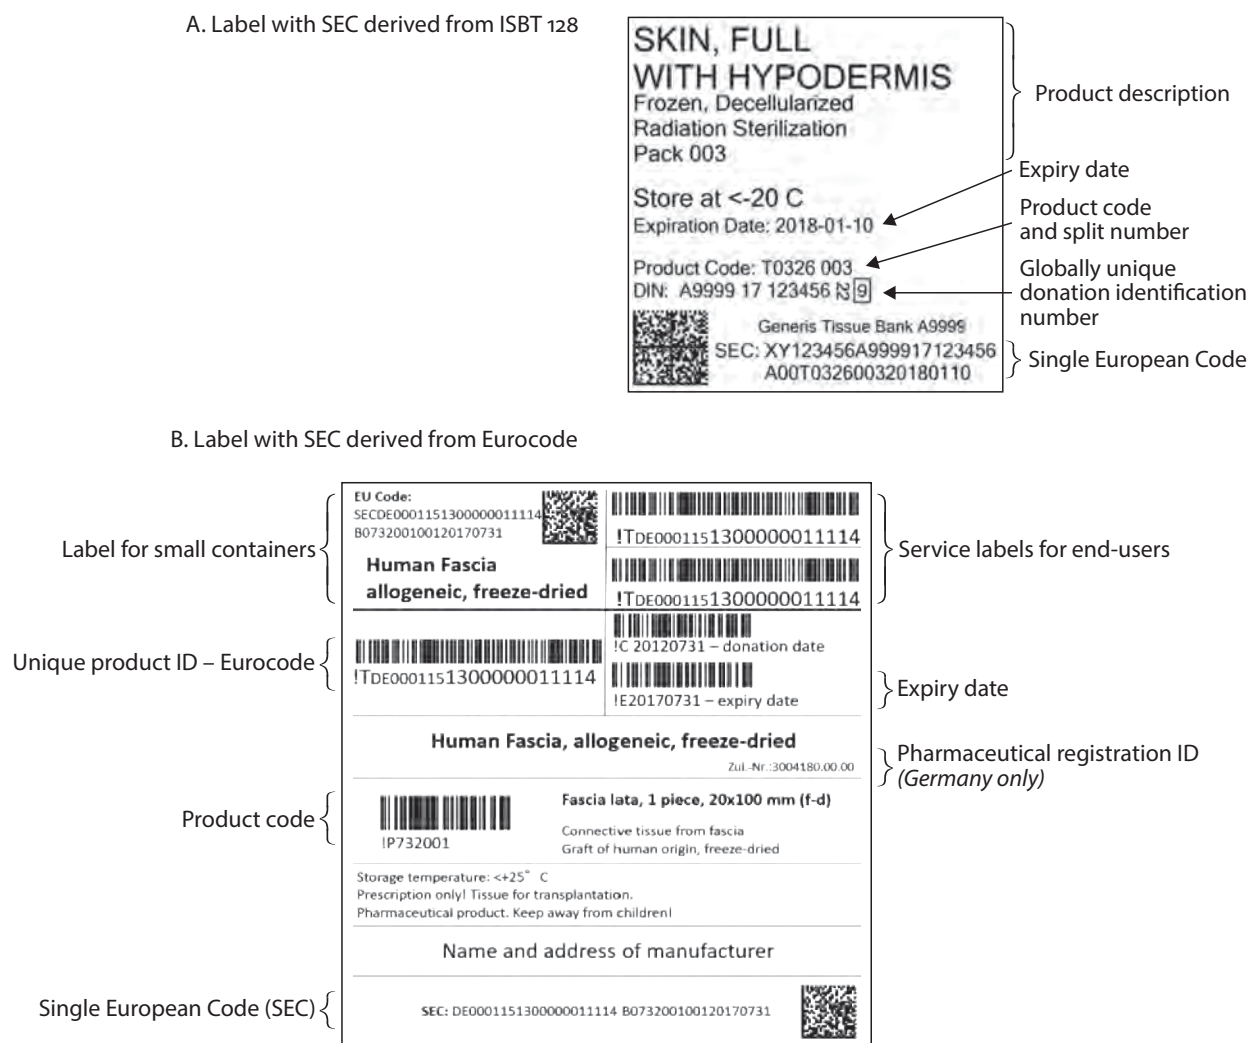 A. Label with SEC derived from ISBT 128
SKIN, FULL
WITH HYPODERMIS
Frozen, Decellularized
Radiation Sterilization
Pack 003
Product description
Store at <-20 C
Expiration Date: 2018-01-10
Expiry date
Product Code: T0326 003
Product code
and split number
DIN: A9999 17 123456 9
Globally unique
donation identification
number
Generis Tissue Bank A9999
SEC: XY123456A999917123456
A00T032600320180110
Single European Code
B. Label with SEC derived from Eurocode
Label for small containers
EU Code:
SECDE0001151300000011114
B073200100120170731
Human Fascia
allogeneic, freeze-dried
!TDE0001151300000011114
!TDE0001151300000011114
Service labels for end-users
Unique product ID – Eurocode
!TDE0001151300000011114
!C 20120731 – donation date
!E20170731 – expiry date
Expiry date
Human Fascia, allogeneic, freeze-dried
Zul.-Nr.:3004180.00.00
Pharmaceutical registration ID
(Germany only)
Product code
!P732001
Fascia lata, 1 piece, 20x100 mm (f-d)
Connective tissue from fascia
Graft of human origin, freeze-dried
Storage temperature: <+25° C
Prescription only! Tissue for transplantation.
Pharmaceutical product. Keep away from children!
Name and address of manufacturer
Single European Code (SEC)
SEC: DE0001151300000011114 B073200100120170731